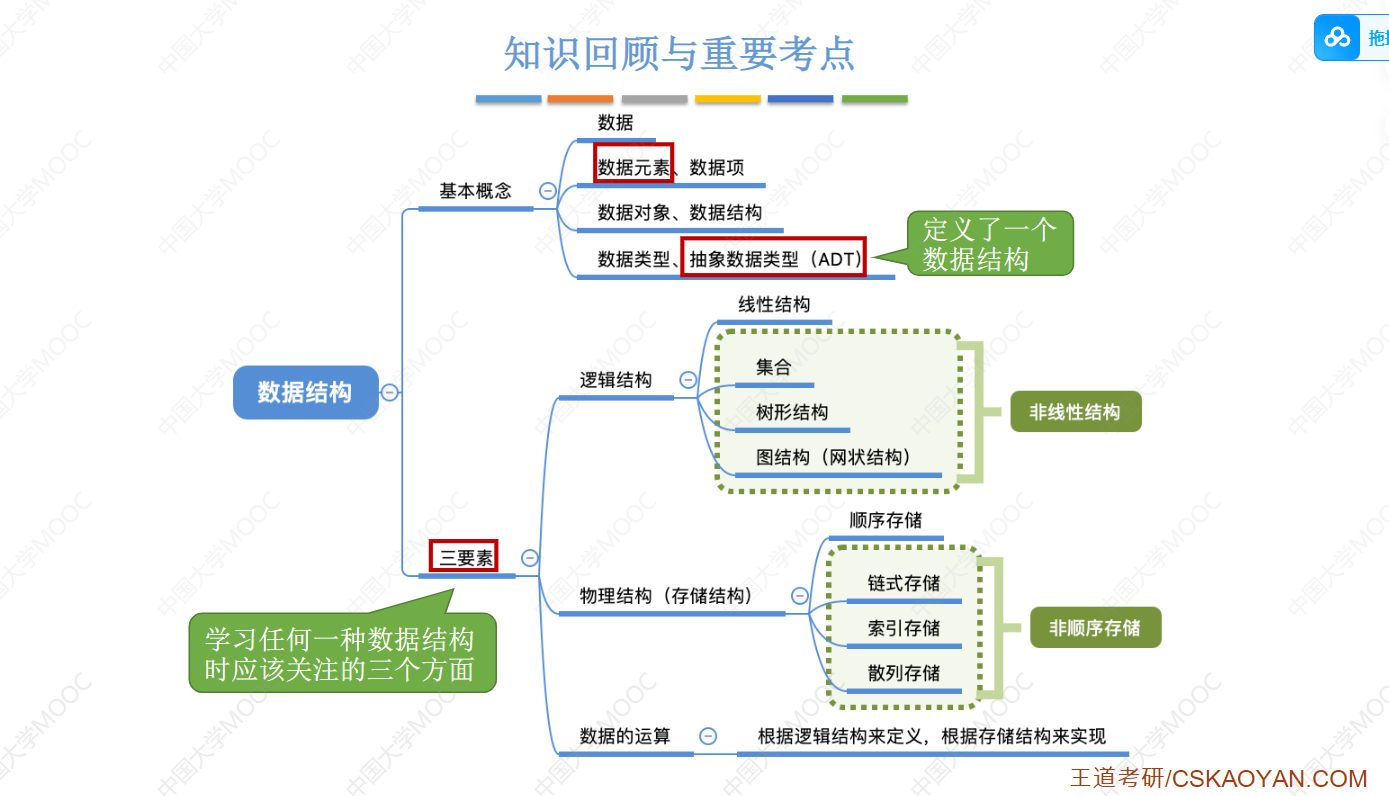 知识回顾与重要考点
拖拽
数据
数据元素、数据项
基本概念
数据对象、数据结构
数据类型、抽象数据类型（ADT）
定义了一个
数据结构
数据结构
线性结构
逻辑结构
集合
树形结构
图结构（网状结构）
非线性结构
三要素
学习任何一种数据结构
时应该关注的三个方面
顺序存储
物理结构（存储结构）
链式存储
索引存储
散列存储
非顺序存储
数据的运算
根据逻辑结构来定义，根据存储结构来实现
王道考研/CSKAOYAN.COM
中国大学MOOC